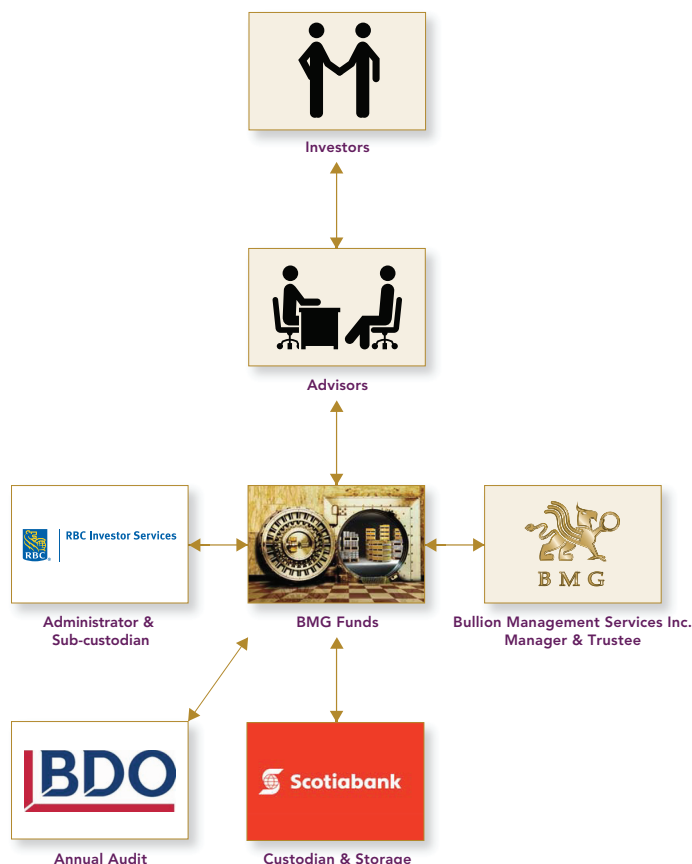 Investors
Advisors
RBC
RBC Investor Services
Administrator &
Sub-custodian
BMG Funds
BMG
Bullion Management Services Inc.
Manager & Trustee
BDO
Annual Audit
Scotiabank
Custodian & Storage